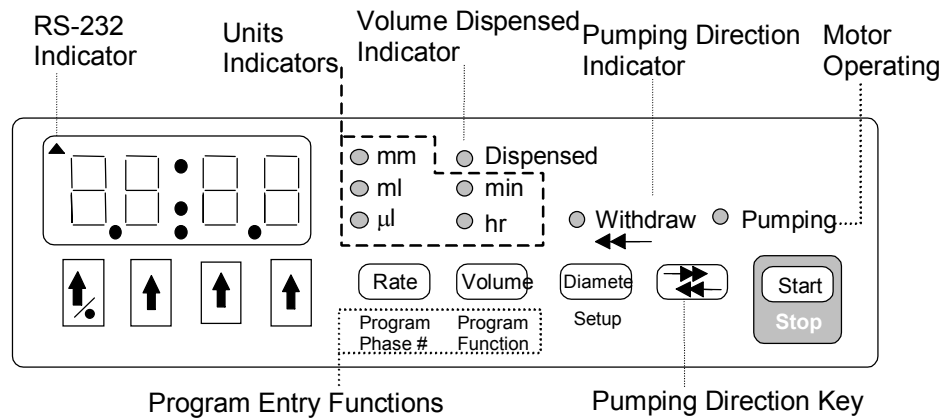 RS-232
Indicator
Units
Indicators
Volume Dispensed
Indicator
Pumping Direction
Indicator
Motor
Operating
mm
Dispensed
ml
min
µl
hr
Withdraw
Pumping
Rate
Volume
Diamete
Start
Program
Phase #
Program
Function
Setup
Stop
Program Entry Functions
Pumping Direction Key